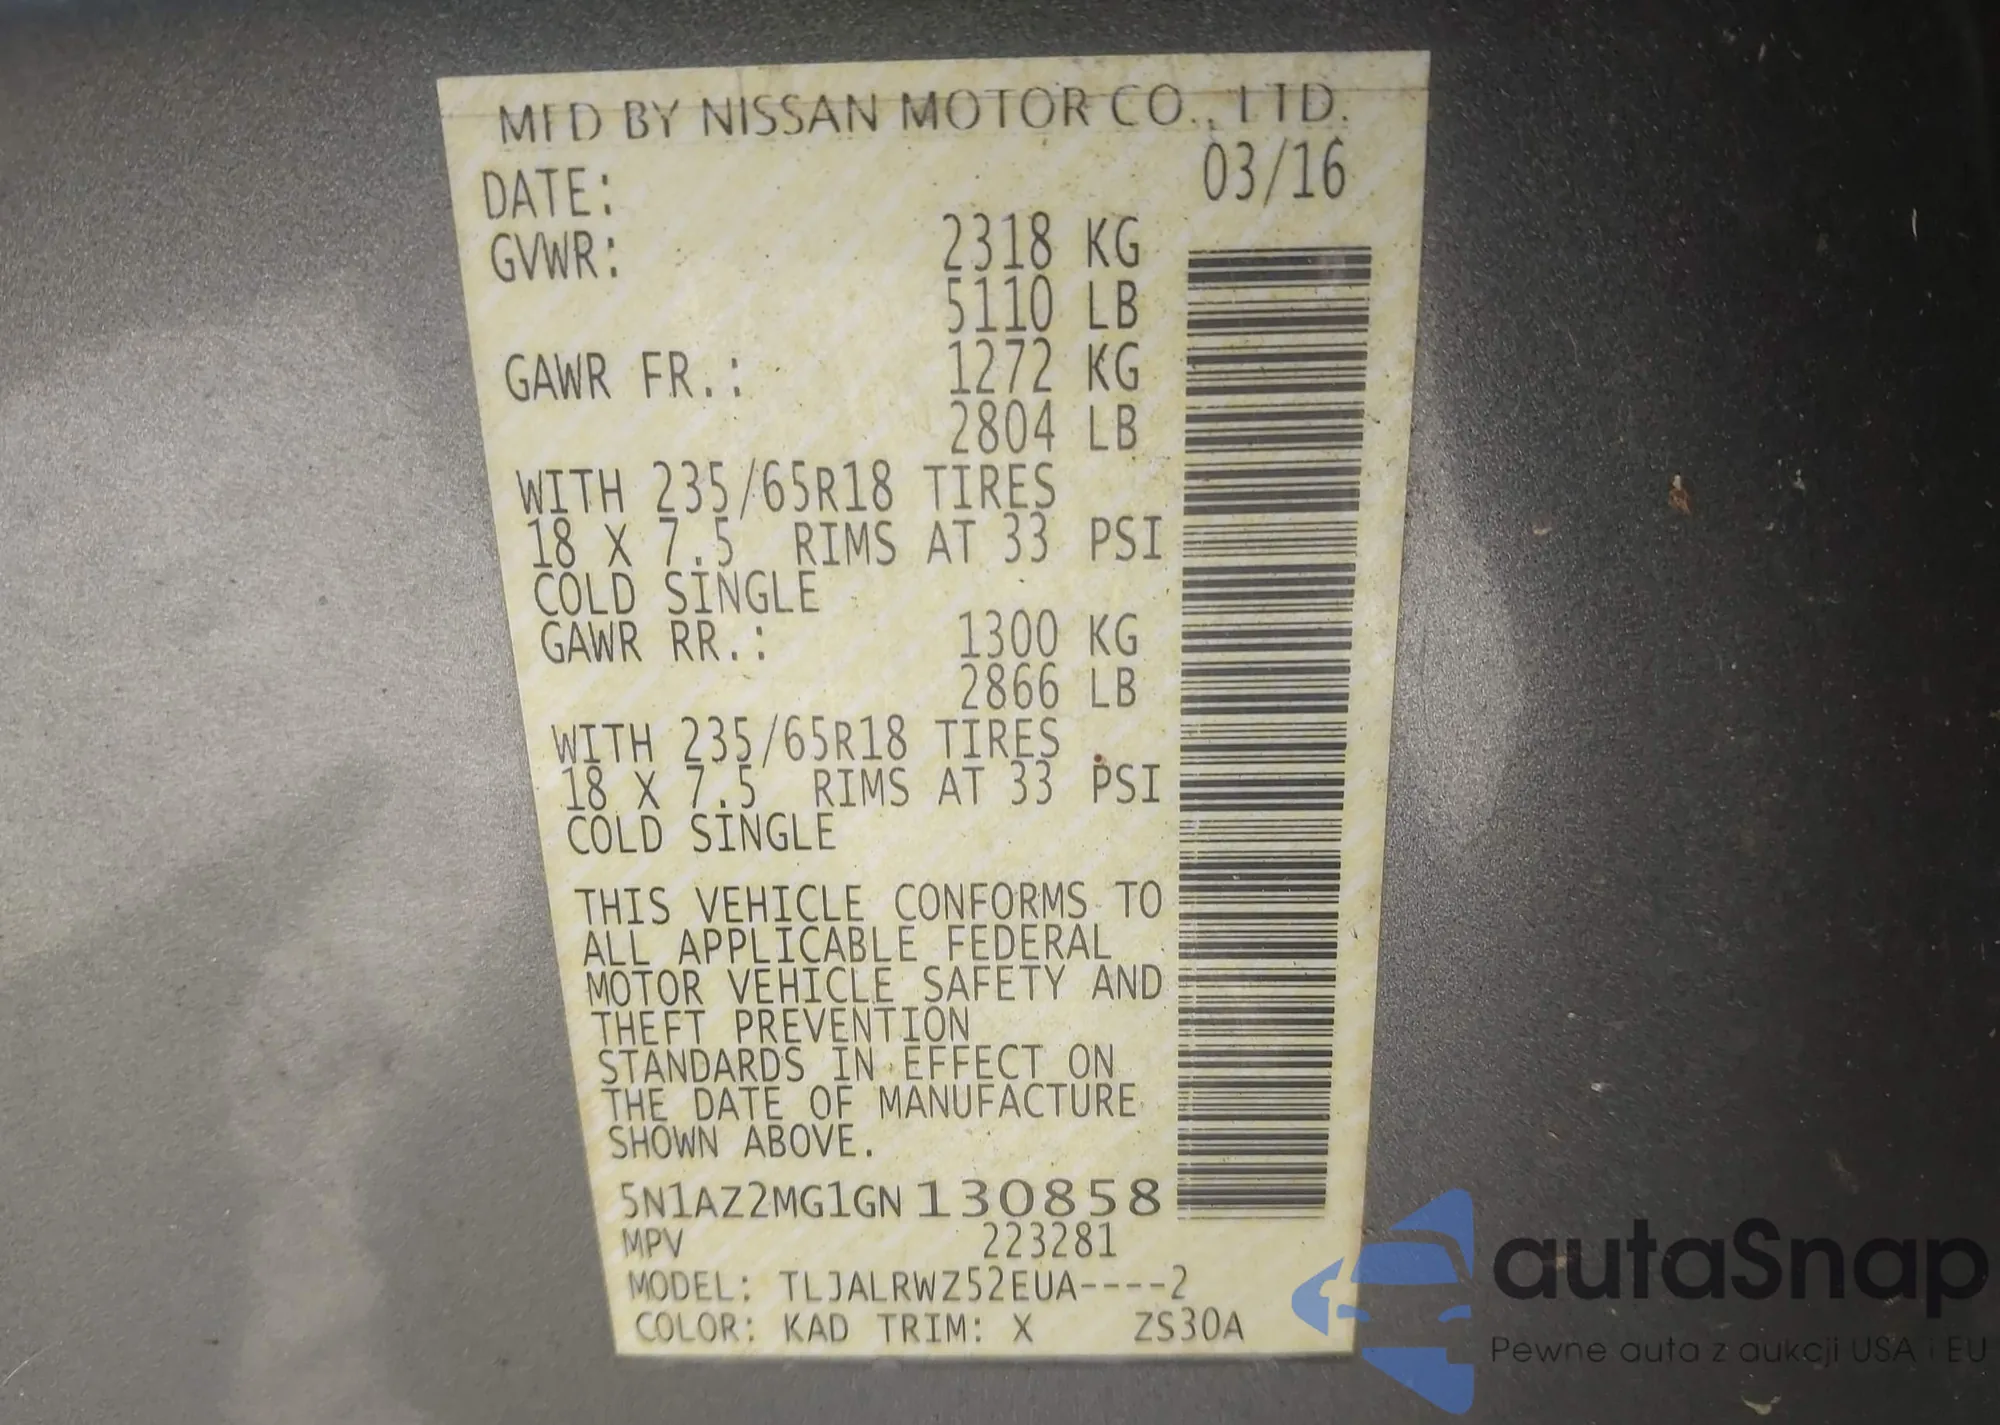 MFD BY NISSAN MOTOR CO., LTD.
DATE: 03/16
GVWR: 2318 KG
5110 LB
GAWR FR.: 1272 KG
2804 LB
WITH 235/65R18 TIRES
18 X 7.5 RIMS AT 33 PSI
COLD SINGLE
GAWR RR.: 1300 KG
2866 LB
WITH 235/65R18 TIRES
18 X 7.5 RIMS AT 33 PSI
COLD SINGLE
THIS VEHICLE CONFORMS TO
ALL APPLICABLE FEDERAL
MOTOR VEHICLE SAFETY AND
THEFT PREVENTION
STANDARDS IN EFFECT ON
THE DATE OF MANUFACTURE
SHOWN ABOVE.
5N1AZ2MG1GN130858
MPV 223281
MODEL: TLJALRWZ52EUA----2
COLOR: KAD TRIM: X ZS30A
autaSnap
Pewne auta z aukcji USA i EU